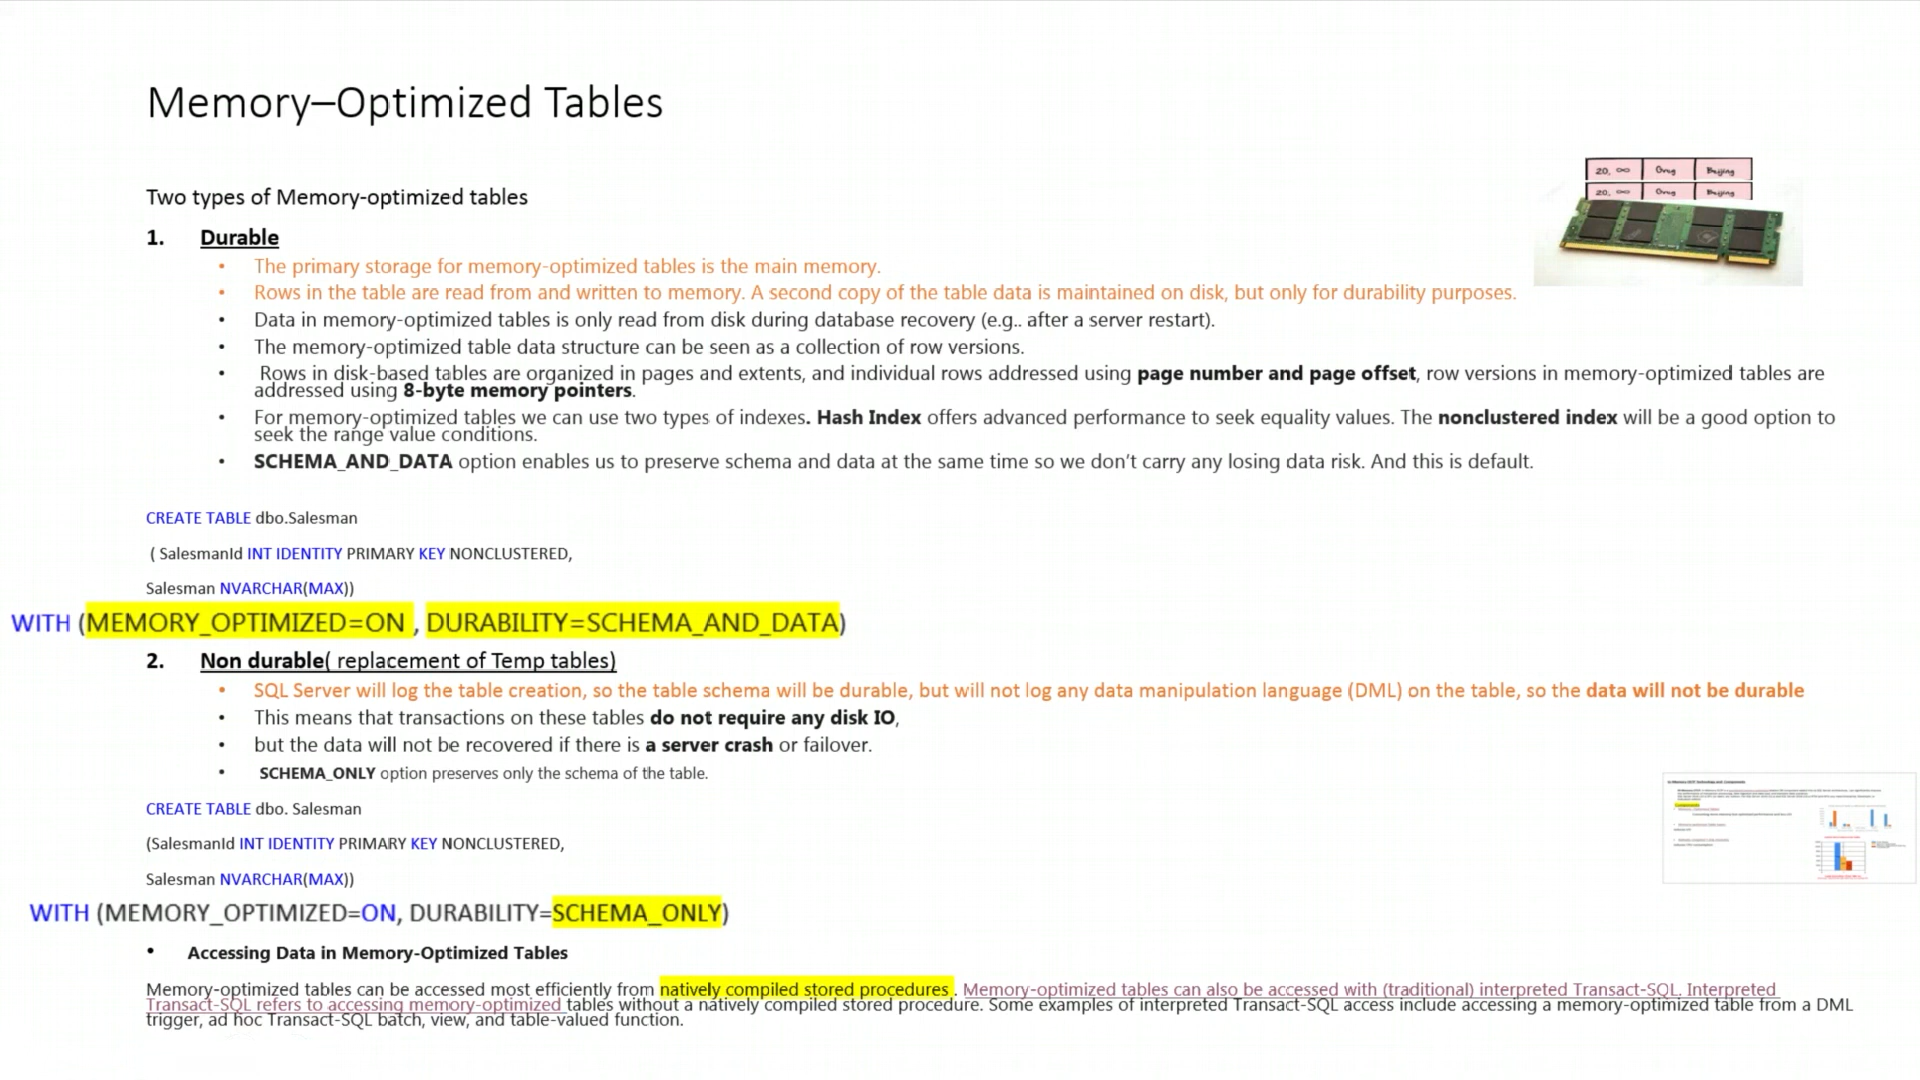 Memory–Optimized Tables
20, ∞ Drug Beijing
20, ∞ Drug Beijing
Two types of Memory-optimized tables
1. Durable
• The primary storage for memory-optimized tables is the main memory.
• Rows in the table are read from and written to memory. A second copy of the table data is maintained on disk, but only for durability purposes.
• Data in memory-optimized tables is only read from disk during database recovery (e.g.. after a server restart).
• The memory-optimized table data structure can be seen as a collection of row versions.
• Rows in disk-based tables are organized in pages and extents, and individual rows addressed using page number and page offset, row versions in memory-optimized tables are
addressed using 8-byte memory pointers.
• For memory-optimized tables we can use two types of indexes. Hash Index offers advanced performance to seek equality values. The nonclustered index will be a good option to
seek the range value conditions.
• SCHEMA_AND_DATA option enables us to preserve schema and data at the same time so we don’t carry any losing data risk. And this is default.
CREATE TABLE dbo.Salesman
( SalesmanId INT IDENTITY PRIMARY KEY NONCLUSTERED,
Salesman NVARCHAR(MAX))
WITH (MEMORY_OPTIMIZED=ON , DURABILITY=SCHEMA_AND_DATA)
2. Non durable( replacement of Temp tables)
• SQL Server will log the table creation, so the table schema will be durable, but will not log any data manipulation language (DML) on the table, so the data will not be durable
• This means that transactions on these tables do not require any disk IO,
• but the data will not be recovered if there is a server crash or failover.
• SCHEMA_ONLY option preserves only the schema of the table.
CREATE TABLE dbo. Salesman
(SalesmanId INT IDENTITY PRIMARY KEY NONCLUSTERED,
Salesman NVARCHAR(MAX))
WITH (MEMORY_OPTIMIZED=ON, DURABILITY=SCHEMA_ONLY)
• Accessing Data in Memory-Optimized Tables
Memory-optimized tables can be accessed most efficiently from natively compiled stored procedures . Memory-optimized tables can also be accessed with (traditional) interpreted Transact-SQL. Interpreted
Transact-SQL refers to accessing memory-optimized tables without a natively compiled stored procedure. Some examples of interpreted Transact-SQL access include accessing a memory-optimized table from a DML
trigger, ad hoc Transact-SQL batch, view, and table-valued function.